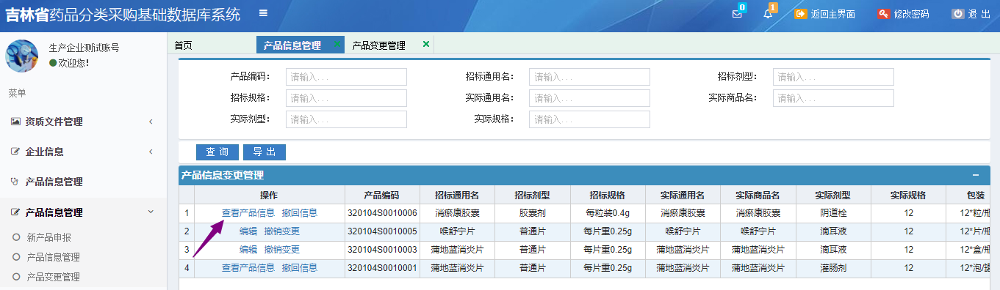 吉林省药品分类采购基础数据库系统
0
1
返回主界面
修改密码
退 出
生产企业测试账号
欢迎您!
菜单
资质文件管理
企业信息
产品信息管理
产品信息管理
新产品申报
产品信息管理
产品变更管理
首页 产品信息管理 产品变更管理
产品编码: 请输入... 招标通用名: 请输入... 招标剂型: 请输入...
招标规格: 请输入... 实际通用名: 请输入... 实际商品名: 请输入...
实际剂型: 请输入... 实际规格: 请输入...
查 询 导 出
产品信息变更管理
操作 产品编码 招标通用名 招标剂型 招标规格 实际通用名 实际商品名 实际剂型 实际规格 包装
1 查看产品信息 撤回信息 320104S0010006 消瘀康胶囊 胶囊剂 每粒装0.4g 消瘀康胶囊 消瘀康胶囊 阴道栓 12 12*粒/瓶
2 编辑 撤销变更 320104S0010005 喉舒宁片 普通片 每片重0.25g 喉舒宁片 喉舒宁片 滴耳液 12 12*片/瓶
3 编辑 撤销变更 320104S0010003 蒲地蓝消炎片 普通片 每片重0.25g 蒲地蓝消炎片 蒲地蓝消炎片 滴耳液 12 12*盒/瓶
4 查看产品信息 撤回信息 320104S0010001 蒲地蓝消炎片 普通片 每片重0.25g 蒲地蓝消炎片 蒲地蓝消炎片 灌肠剂 12 12*泡/